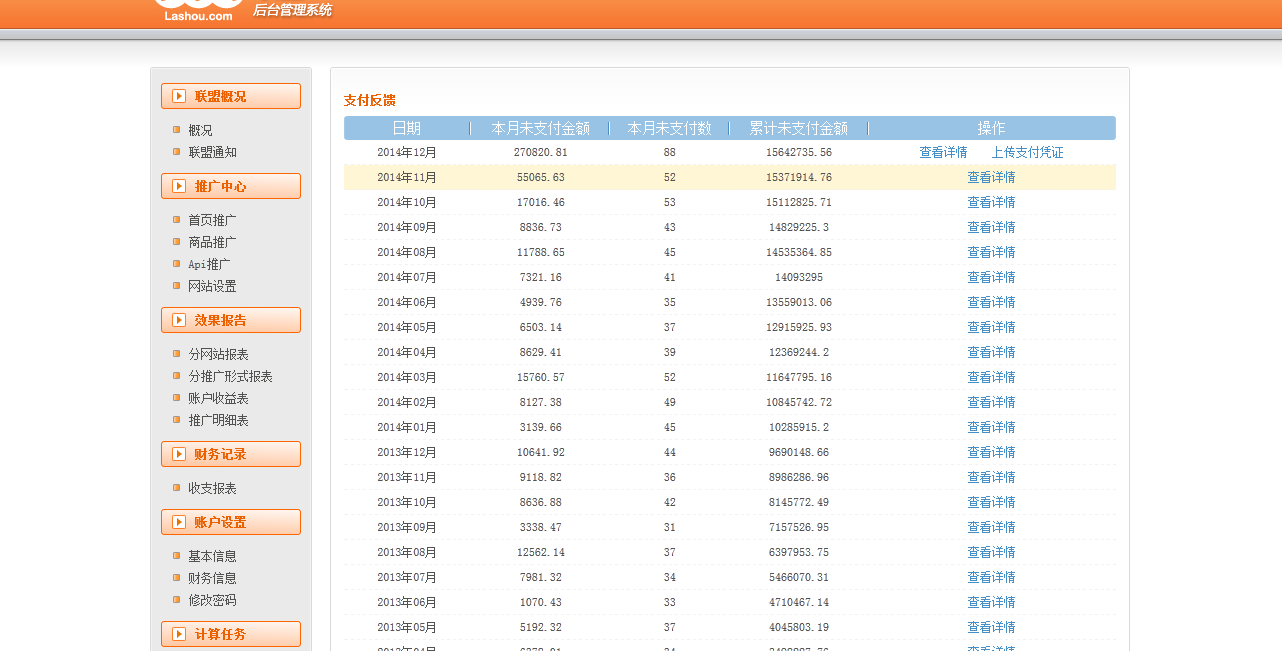 Lashou.com 后台管理系统
联盟概况
概况
联盟通知
推广中心
首页推广
商品推广
Api推广
网站设置
效果报告
分网站报表
分推广形式报表
账户收益表
推广明细表
财务记录
收支报表
账户设置
基本信息
财务信息
修改密码
计算任务
支付反馈
日期 本月未支付金额 本月未支付数 累计未支付金额 操作
2014年12月 270820.81 88 15642735.56 查看详情 上传支付凭证
2014年11月 55065.63 52 15371914.76 查看详情
2014年10月 17016.46 53 15112825.71 查看详情
2014年09月 8836.73 43 14829225.3 查看详情
2014年08月 11788.65 45 14535364.85 查看详情
2014年07月 7321.16 41 14093295 查看详情
2014年06月 4939.76 35 13559013.06 查看详情
2014年05月 6503.14 37 12915925.93 查看详情
2014年04月 8629.41 39 12369244.2 查看详情
2014年03月 15760.57 52 11647795.16 查看详情
2014年02月 8127.38 49 10845742.72 查看详情
2014年01月 3139.66 45 10285915.2 查看详情
2013年12月 10641.92 44 9690148.66 查看详情
2013年11月 9118.82 36 8986286.96 查看详情
2013年10月 8636.88 42 8145772.49 查看详情
2013年09月 3338.47 31 7157526.95 查看详情
2013年08月 12562.14 37 6397953.75 查看详情
2013年07月 7981.32 34 5466070.31 查看详情
2013年06月 1070.43 33 4710467.14 查看详情
2013年05月 5192.32 37 4045803.19 查看详情